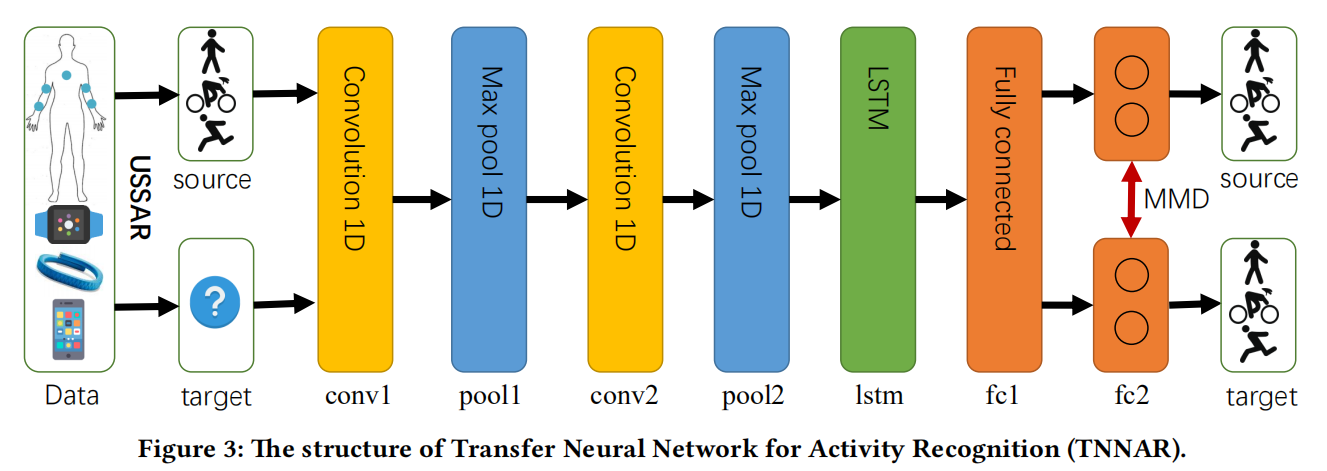 USSAR
source
Convolution 1D
Max pool 1D
Convolution 1D
Max pool 1D
LSTM
Fully connected
source
MMD
?
Data
target
conv1
pool1
conv2
pool2
lstm
fc1
fc2
target
Figure 3: The structure of Transfer Neural Network for Activity Recognition (TNNAR).